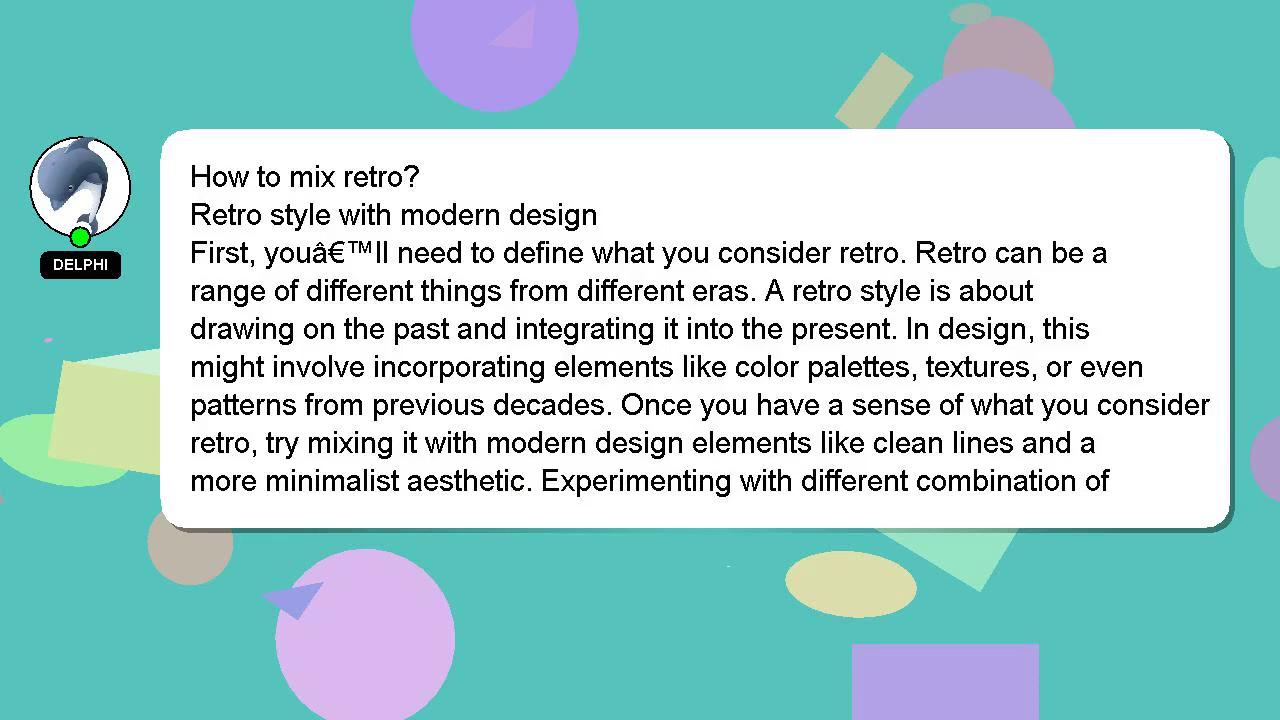 How to mix retro?
Retro style with modern design
First, youâ€™ll need to define what you consider retro. Retro can be a
range of different things from different eras. A retro style is about
drawing on the past and integrating it into the present. In design, this
might involve incorporating elements like color palettes, textures, or even
patterns from previous decades. Once you have a sense of what you consider
retro, try mixing it with modern design elements like clean lines and a
more minimalist aesthetic. Experimenting with different combination of
DELPHI